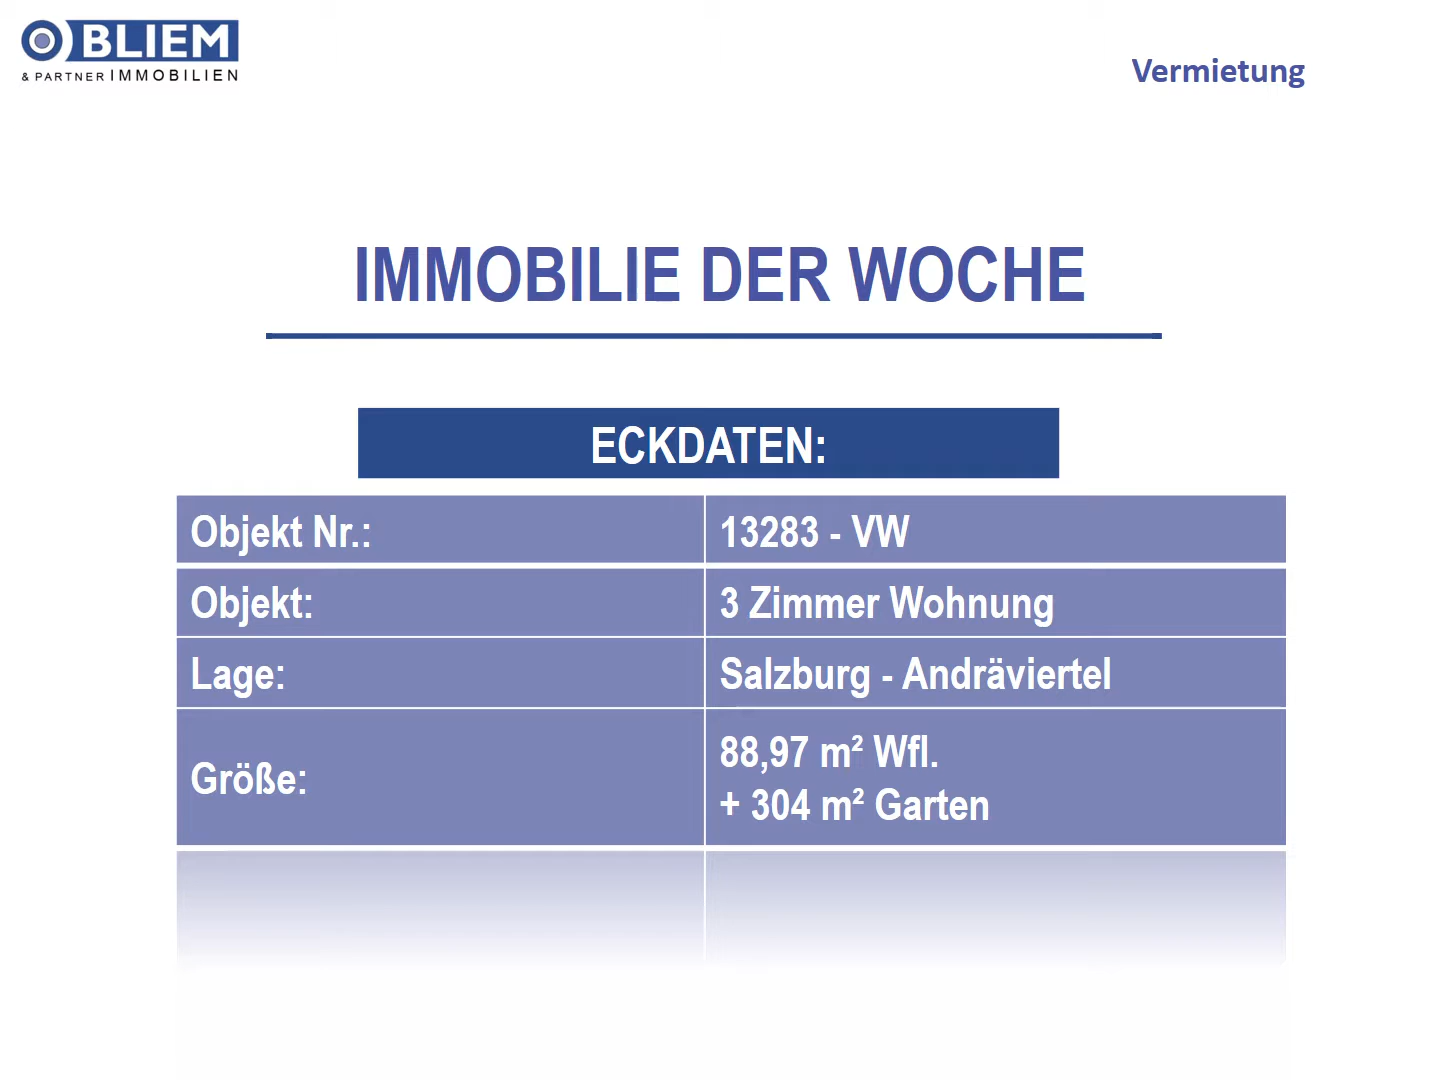 BLIEM
& PARTNER IMMOBILIEN
Vermietung
IMMOBILIE DER WOCHE
ECKDATEN:
Objekt Nr.: 13283 - VW
Objekt: 3 Zimmer Wohnung
Lage: Salzburg - Andräviertel
Größe: 88,97 m² Wfl.
+ 304 m² Garten